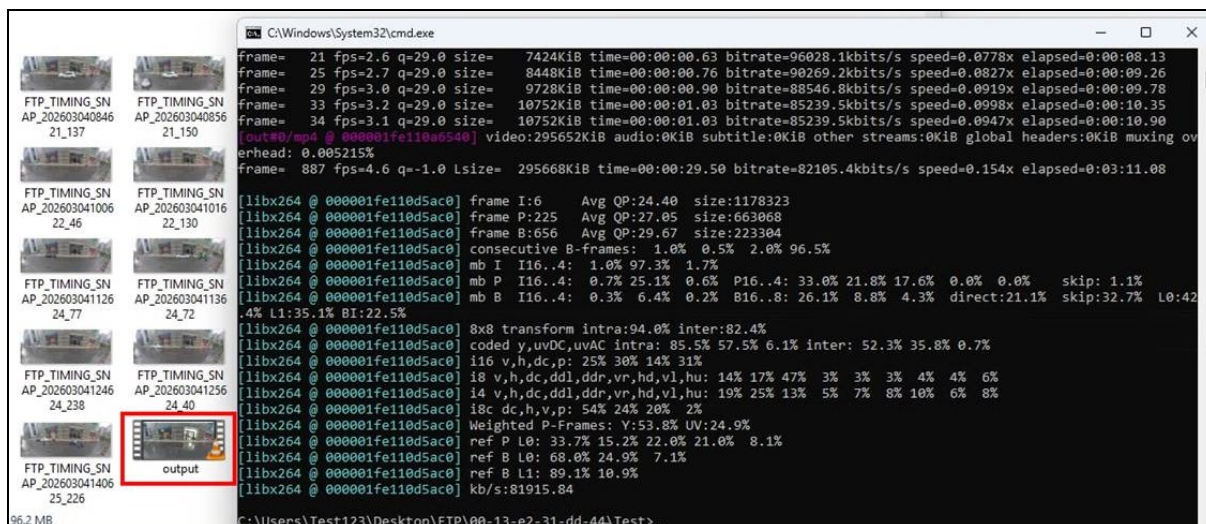 C:\Windows\System32\cmd.exe
frame=   21 fps=2.6 q=29.0 size=    7424KiB time=00:00:00.63 bitrate=96028.1kbits/s speed=0.0778x elapsed=0:00:08.13
frame=   25 fps=2.7 q=29.0 size=    8448KiB time=00:00:00.76 bitrate=90269.2kbits/s speed=0.0827x elapsed=0:00:09.26
frame=   29 fps=3.0 q=29.0 size=    9728KiB time=00:00:00.90 bitrate=88546.8kbits/s speed=0.0919x elapsed=0:00:09.78
frame=   33 fps=3.2 q=29.0 size=   10752KiB time=00:00:01.03 bitrate=85239.5kbits/s speed=0.0998x elapsed=0:00:10.35
frame=   34 fps=3.1 q=29.0 size=   10752KiB time=00:00:01.03 bitrate=85239.5kbits/s speed=0.0947x elapsed=0:00:10.90
[out#0/mp4 @ 000001fe110a6540] video:295652KiB audio:0KiB subtitle:0KiB other streams:0KiB global headers:0KiB muxing ov
erhead: 0.005215%
frame=  887 fps=4.6 q=-1.0 Lsize=  295668KiB time=00:00:29.50 bitrate=82105.4kbits/s speed=0.154x elapsed=0:03:11.08
[libx264 @ 000001fe110d5ac0] frame I:6     Avg QP:24.40  size:1178323
[libx264 @ 000001fe110d5ac0] frame P:225   Avg QP:27.05  size:663068
[libx264 @ 000001fe110d5ac0] frame B:656   Avg QP:29.67  size:223304
[libx264 @ 000001fe110d5ac0] consecutive B-frames:  1.0%  0.5%  2.0% 96.5%
[libx264 @ 000001fe110d5ac0] mb I  I16..4:  1.0% 97.3%  1.7%
[libx264 @ 000001fe110d5ac0] mb P  I16..4:  0.7% 25.1%  0.6%  P16..4: 33.0% 21.8% 17.6%  0.0%  0.0%    skip: 1.1%
[libx264 @ 000001fe110d5ac0] mb B  I16..4:  0.3%  6.4%  0.2%  B16..8: 26.1%  8.8%  4.3%  direct:21.1%  skip:32.7%  L0:42
.4% L1:35.1% BI:22.5%
[libx264 @ 000001fe110d5ac0] 8x8 transform intra:94.0% inter:82.4%
[libx264 @ 000001fe110d5ac0] coded y,uvDC,uvAC intra: 85.5% 57.5% 6.1% inter: 52.3% 35.8% 0.7%
[libx264 @ 000001fe110d5ac0] i16 v,h,dc,p: 25% 30% 14% 31%
[libx264 @ 000001fe110d5ac0] i8 v,h,dc,ddl,ddr,vr,hd,vl,hu: 14% 17% 47%  3%  3%  3%  4%  4%  6%
[libx264 @ 000001fe110d5ac0] i4 v,h,dc,ddl,ddr,vr,hd,vl,hu: 19% 25% 13%  5%  7%  8% 10%  6%  8%
[libx264 @ 000001fe110d5ac0] i8c dc,h,v,p: 54% 24% 20%  2%
[libx264 @ 000001fe110d5ac0] Weighted P-Frames: Y:53.8% UV:24.9%
[libx264 @ 000001fe110d5ac0] ref P L0: 33.7% 15.2% 22.0% 21.0%  8.1%
[libx264 @ 000001fe110d5ac0] ref B L0: 68.0% 24.9%  7.1%
[libx264 @ 000001fe110d5ac0] ref B L1: 89.1% 10.9%
[libx264 @ 000001fe110d5ac0] kb/s:81915.84
C:\Users\Test123\Desktop\FTP\00-13-e2-31-dd-44\Test>
FTP_TIMING_SN
AP_202603040846
21_137
FTP_TIMING_SN
AP_202603040856
21_150
FTP_TIMING_SN
AP_202603041006
22_46
FTP_TIMING_SN
AP_202603041016
22_130
FTP_TIMING_SN
AP_202603041126
24_77
FTP_TIMING_SN
AP_202603041136
24_72
FTP_TIMING_SN
AP_202603041246
24_238
FTP_TIMING_SN
AP_202603041256
24_40
FTP_TIMING_SN
AP_202603041406
25_226
output
96.2 MB